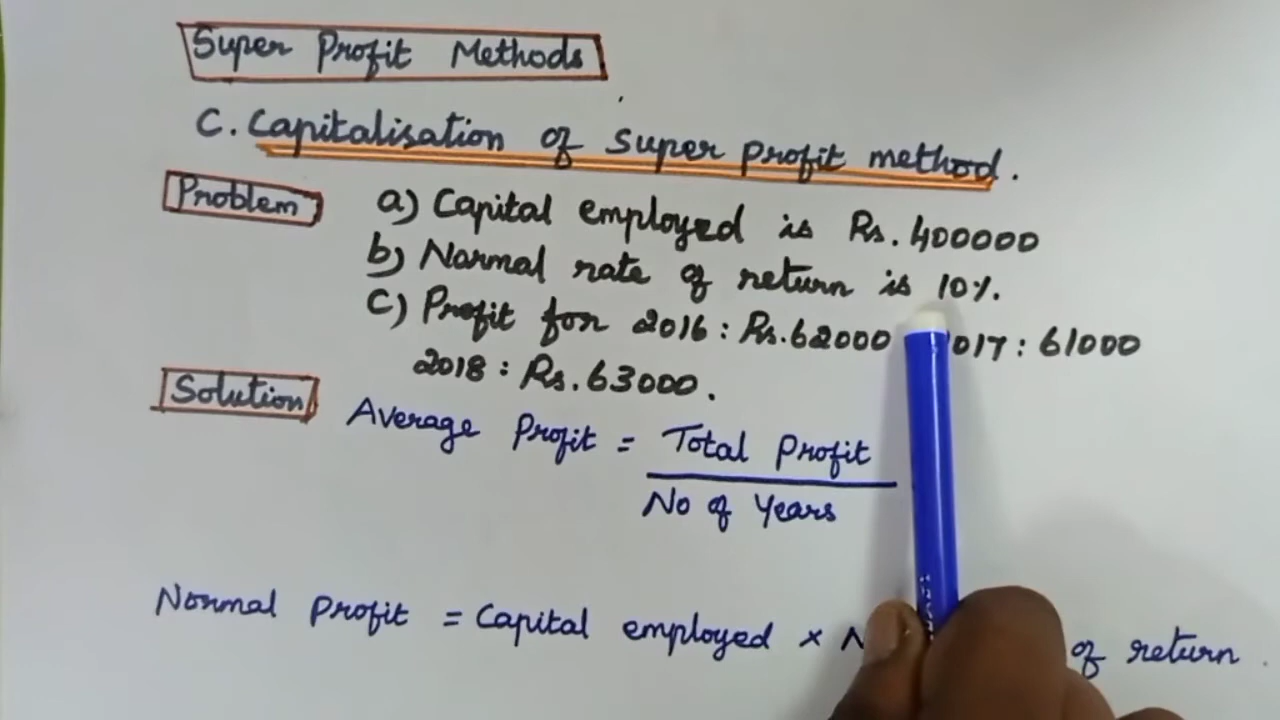 Super Profit Methods
C. Capitalisation of Super profit method.
Problem a) Capital employed is Rs. 400000
b) Normal rate of return is 10%.
c) Profit for 2016 : Rs. 62000 017 : 61000
2018 : Rs. 63000.
Solution Average Profit = Total Profit
No of Years
Normal Profit = Capital employed × N of return